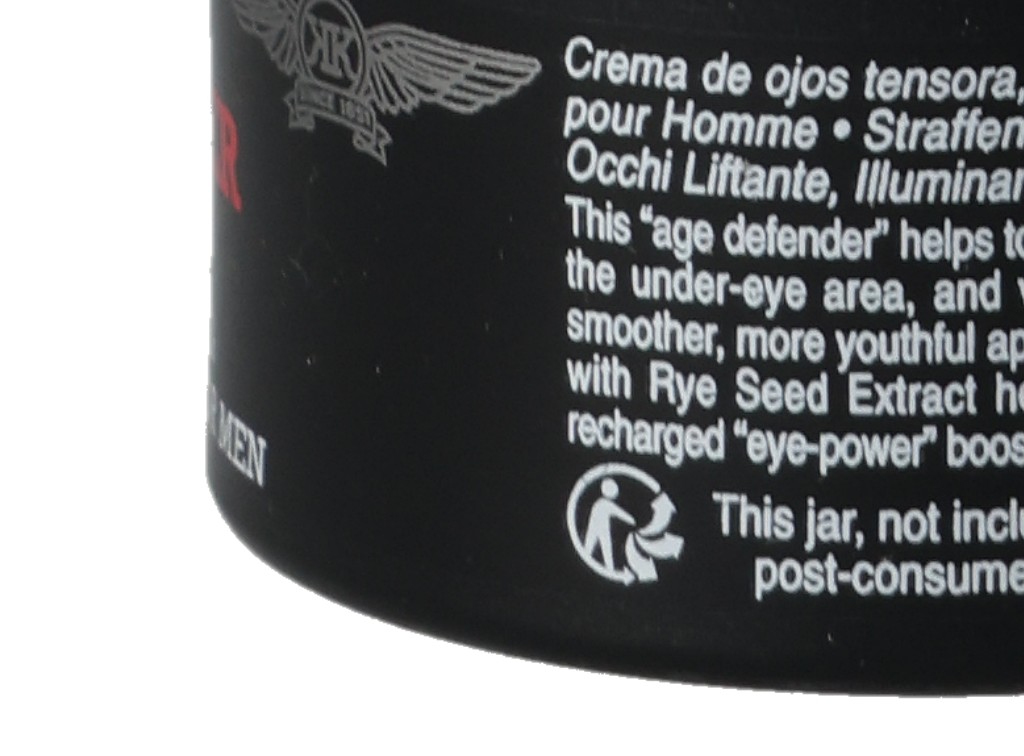 KK
SINCE 1851
R
R MEN
Crema de ojos tensora,
pour Homme • Straffen
Occhi Liftante, Illuminar
This “age defender” helps to
the under-eye area, and
smoother, more youthful ap
with Rye Seed Extract he
recharged “eye-power” boos
This jar, not inclu
post-consume